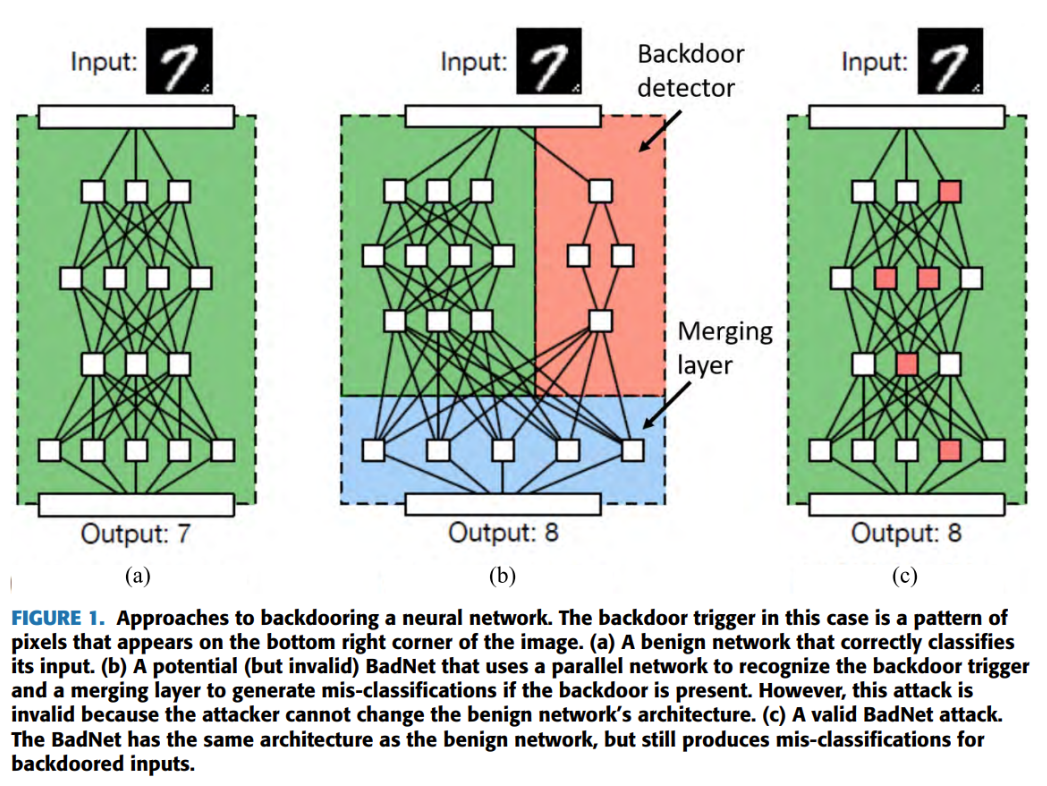 Input:
Input:
Backdoor
detector
Input:
Merging
layer
Output: 7
Output: 8
Output: 8
(a)
(b)
(c)
FIGURE 1. Approaches to backdooring a neural network. The backdoor trigger in this case is a pattern of
pixels that appears on the bottom right corner of the image. (a) A benign network that correctly classifies
its input. (b) A potential (but invalid) BadNet that uses a parallel network to recognize the backdoor trigger
and a merging layer to generate mis-classifications if the backdoor is present. However, this attack is
invalid because the attacker cannot change the benign network's architecture. (c) A valid BadNet attack.
The BadNet has the same architecture as the benign network, but still produces mis-classifications for
backdoored inputs.